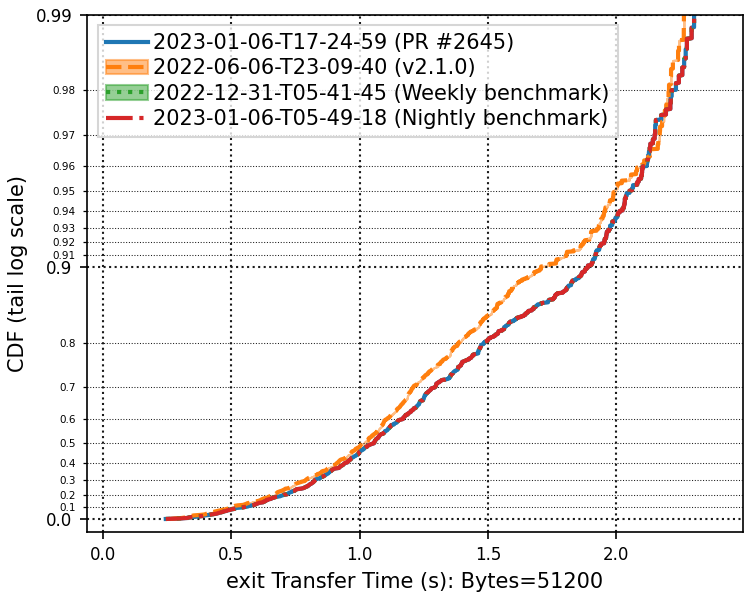 0.99
2023-01-06-T17-24-59 (PR #2645)
2022-06-06-T23-09-40 (v2.1.0)
2022-12-31-T05-41-45 (Weekly benchmark)
2023-01-06-T05-49-18 (Nightly benchmark)
0.98
0.97
0.96
0.95
0.94
0.93
0.92
0.91
0.9
0.8
0.7
0.6
0.5
0.4
0.3
0.2
0.1
0.0
CDF (tail log scale)
0.0 0.5 1.0 1.5 2.0
exit Transfer Time (s): Bytes=51200